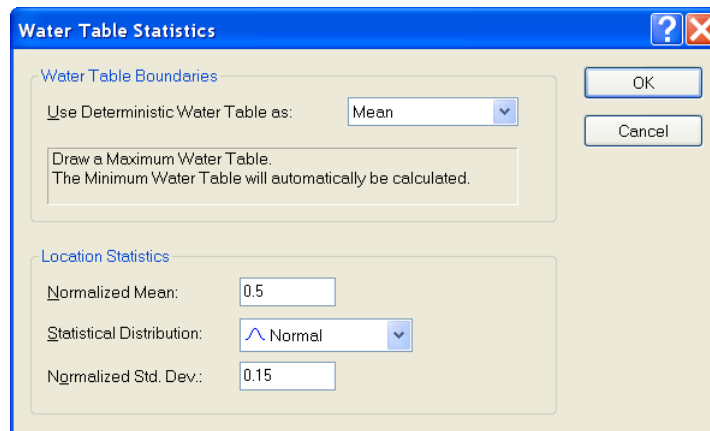 Water Table Statistics
Water Table Boundaries
OK
Use Deterministic Water Table as: Mean
Cancel
Draw a Maximum Water Table.
The Minimum Water Table will automatically be calculated.
Location Statistics
Normalized Mean: 0.5
Statistical Distribution: Normal
Normalized Std. Dev.: 0.15